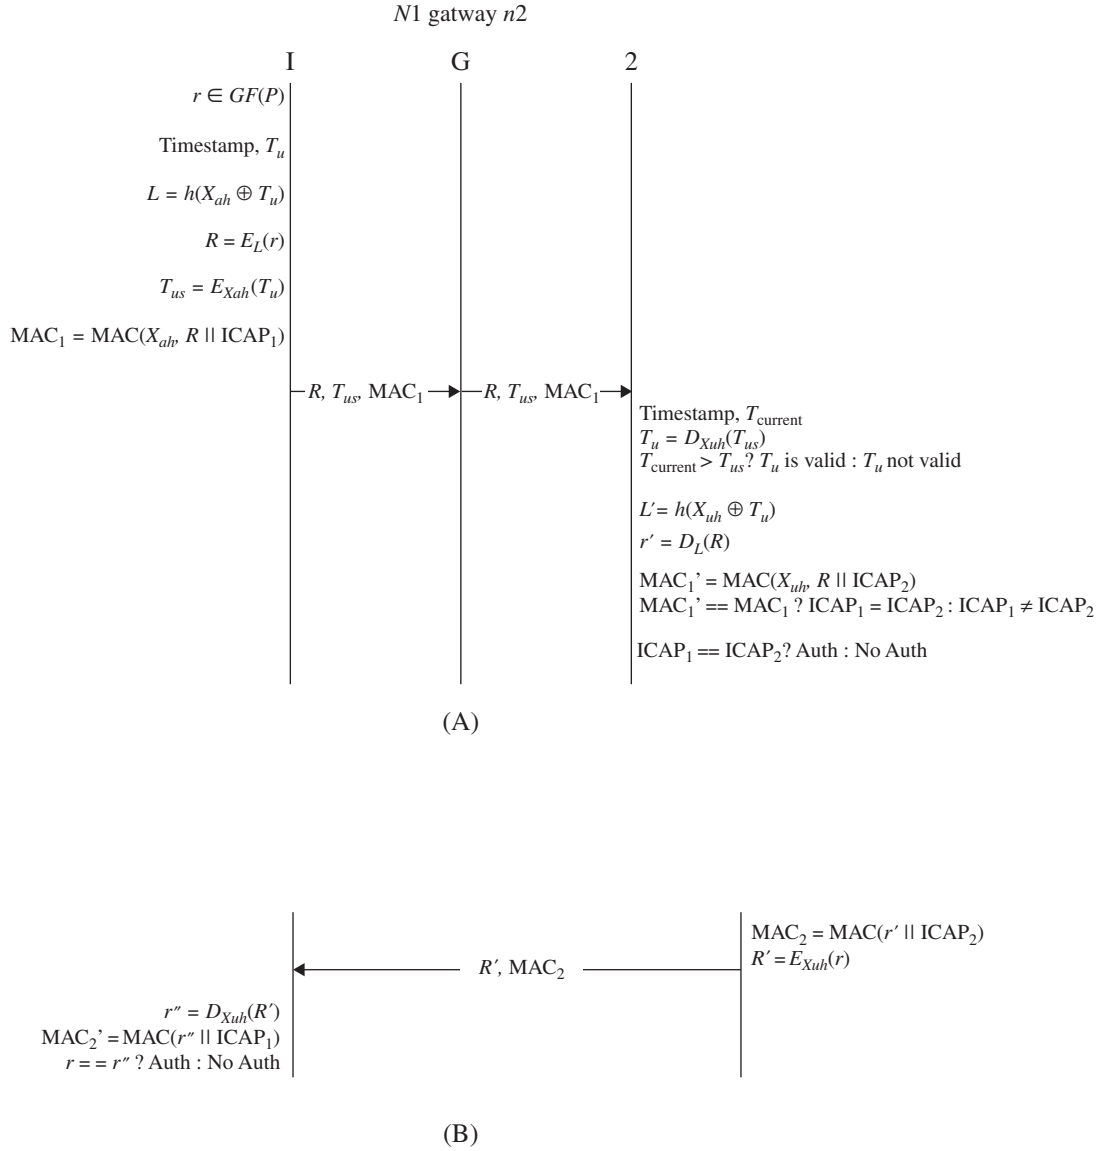 N1 gatway n2
I G 2
r ∈ GF(P)
Timestamp, T_u
L = h(X_ah ⊕ T_u)
R = E_L(r)
T_us = E_Xah(T_u)
MAC_1 = MAC(X_ah, R || ICAP_1)
R, T_us, MAC_1 R, T_us, MAC_1
Timestamp, T_current
T_u = D_Xuh(T_us)
T_current > T_us? T_u is valid : T_u not valid
L′= h(X_uh ⊕ T_u)
r′ = D_L(R)
MAC_1’ = MAC(X_uh, R || ICAP_2)
MAC_1’ == MAC_1 ? ICAP_1 = ICAP_2 : ICAP_1 ≠ ICAP_2
ICAP_1 == ICAP_2? Auth : No Auth
(A)
MAC_2 = MAC(r′ || ICAP_2)
R′ = E_Xuh(r)
R′, MAC_2
r″ = D_Xuh(R′)
MAC_2’ = MAC(r″ || ICAP_1)
r = = r″ ? Auth : No Auth
(B)